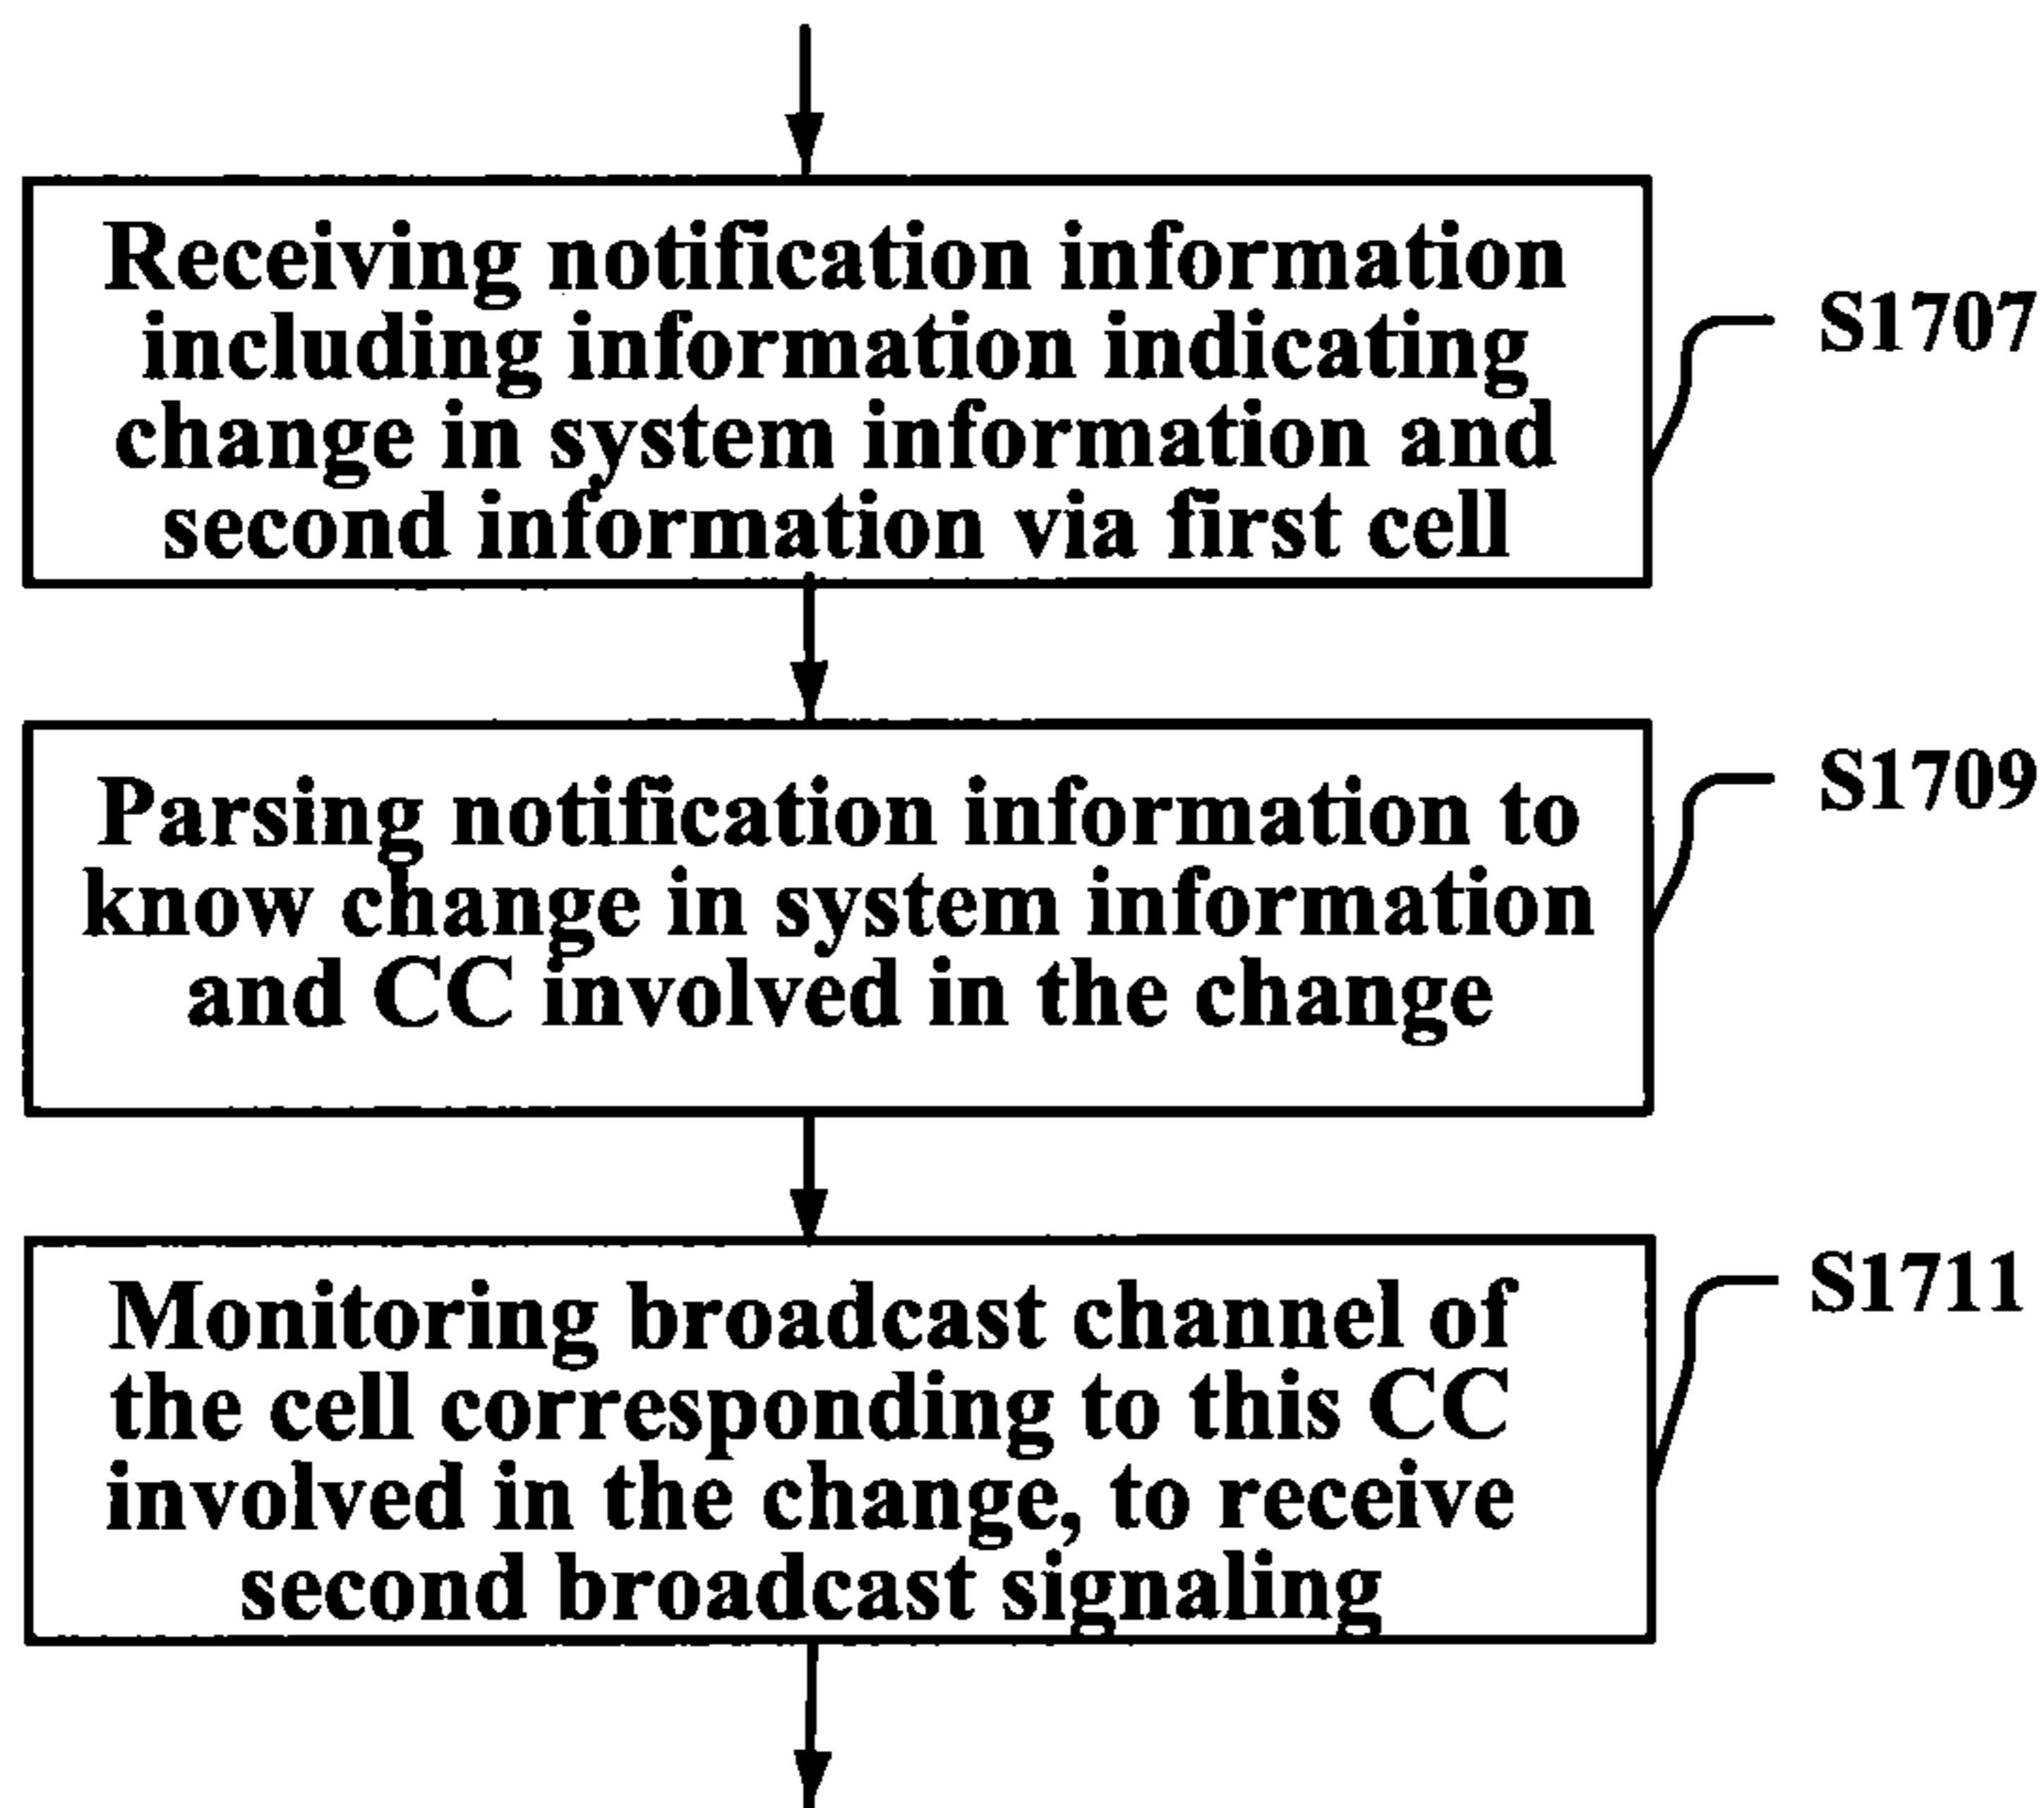 Receiving notification information
including information indicating
change in system information and
second information via first cell
S1707
Parsing notification information to
know change in system information
and CC involved in the change
S1709
Monitoring broadcast channel of
the cell corresponding to this CC
involved in the change, to receive
second broadcast signaling
S1711